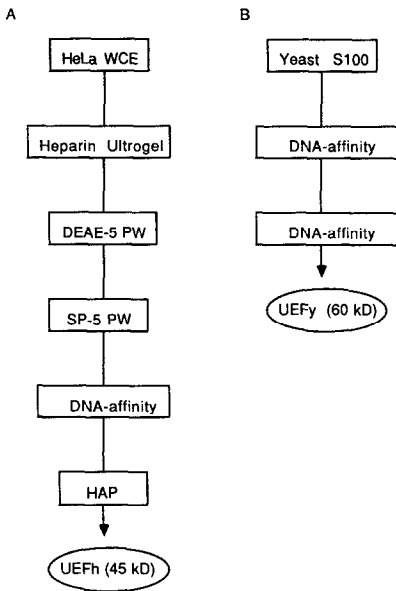 A
HeLa WCE
Heparin Ultrogel
DEAE-5 PW
SP-5 PW
DNA-affinity
HAP
UEFh (45 kD)
B
Yeast S100
DNA-affinity
DNA-affinity
UEFy (60 kD)